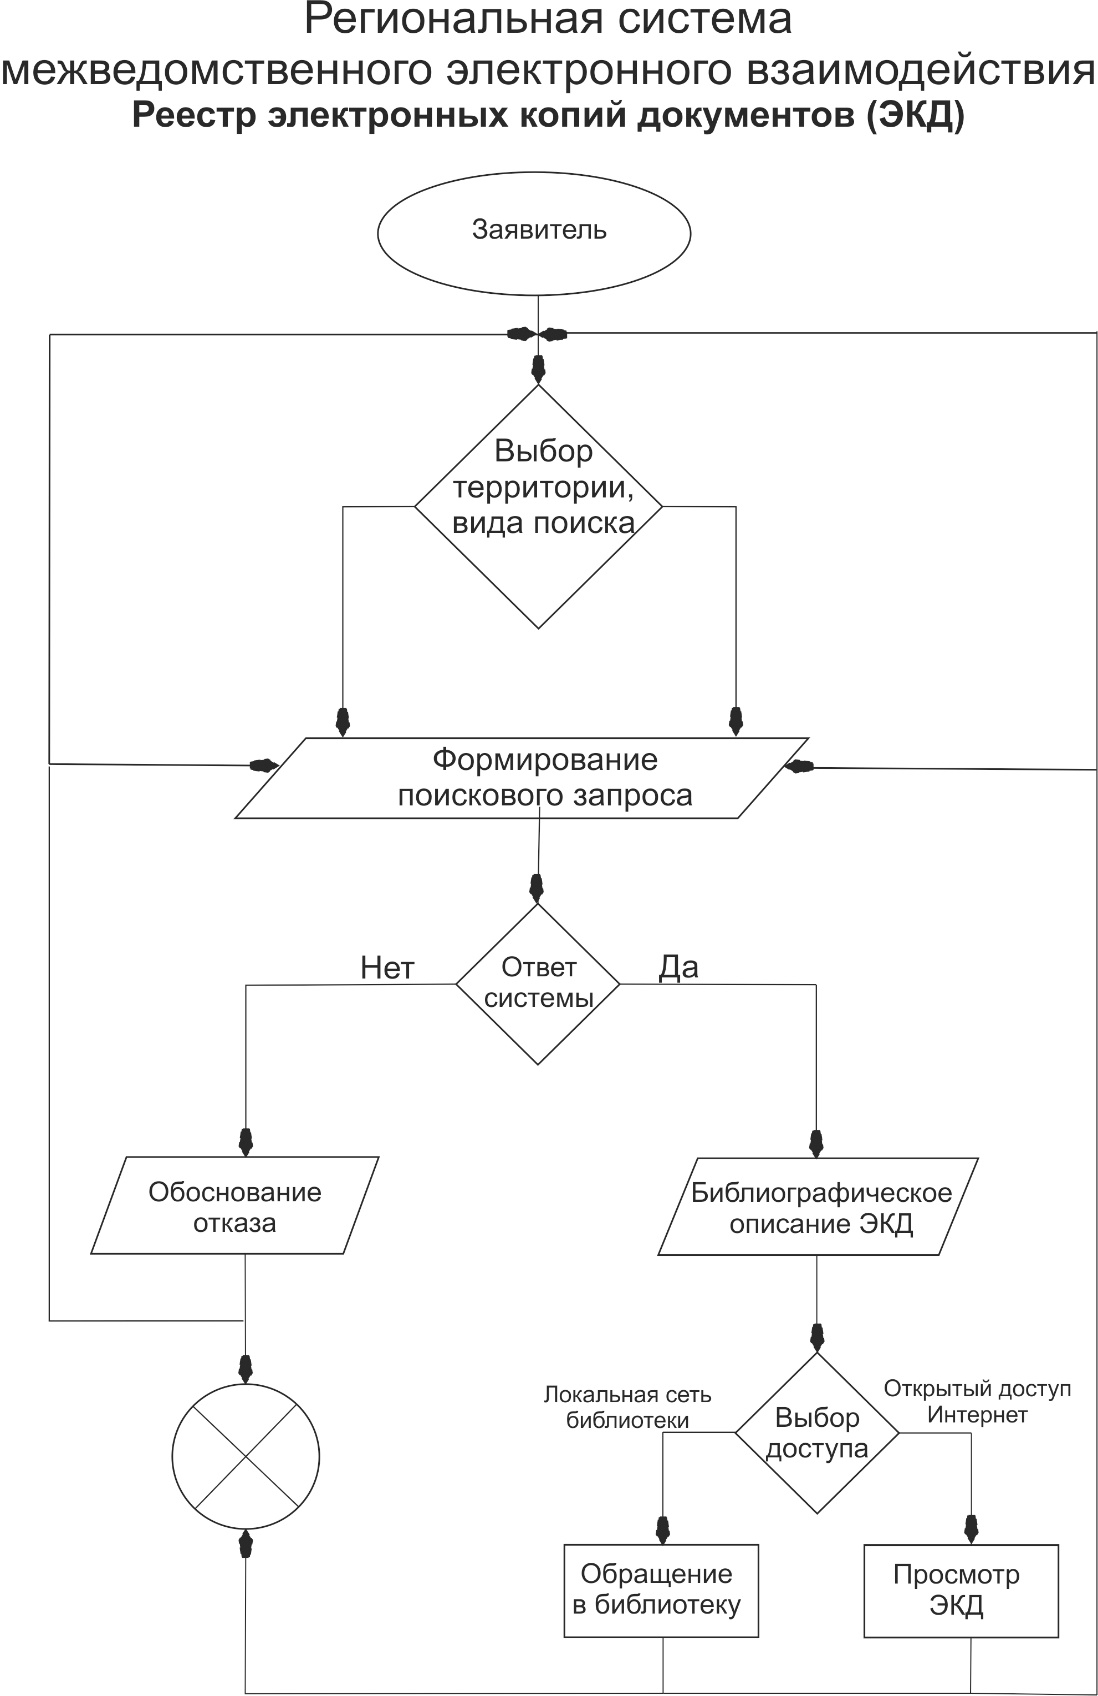 Региональная система
межведомственного электронного взаимодействия
Реестр электронных копий документов (ЭКД)
Заявитель
Выбор
территории,
вида поиска
Формирование
поискового запроса
Ответ
системы
Нет
Да
Обоснование
отказа
Библиографическое
описание ЭКД
Выбор
доступа
Локальная сеть
библиотеки
Открытый доступ
Интернет
Обращение
в библиотеку
Просмотр
ЭКД